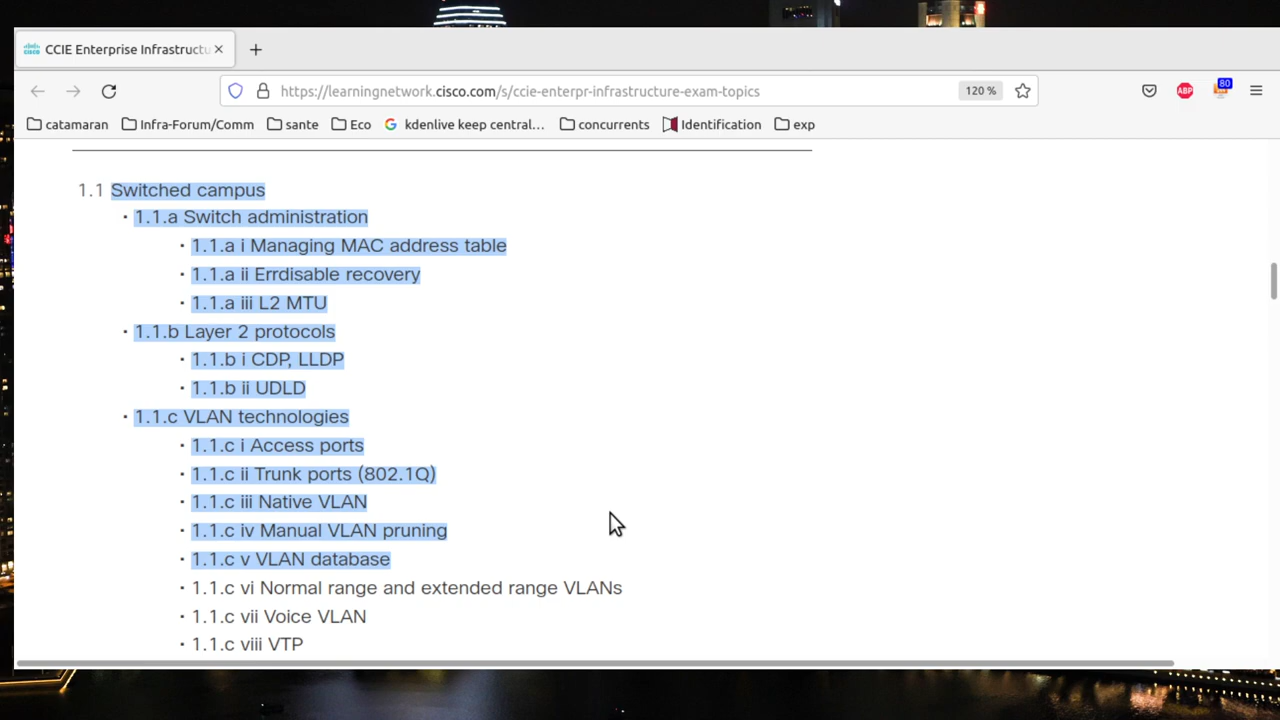 CISCO
CCIE Enterprise Infrastructu
80
https://learningnetwork.cisco.com/s/ccie-enterpr-infrastructure-exam-topics
120 %
ABP
catamaran
Infra-Forum/Comm
sante
Eco
kdenlive keep central...
concurrents
Identification
exp
1.1 Switched campus
• 1.1.a Switch administration
• 1.1.a i Managing MAC address table
• 1.1.a ii Errdisable recovery
• 1.1.a iii L2 MTU
• 1.1.b Layer 2 protocols
• 1.1.b i CDP, LLDP
• 1.1.b ii UDLD
• 1.1.c VLAN technologies
• 1.1.c i Access ports
• 1.1.c ii Trunk ports (802.1Q)
• 1.1.c iii Native VLAN
• 1.1.c iv Manual VLAN pruning
• 1.1.c v VLAN database
• 1.1.c vi Normal range and extended range VLANs
• 1.1.c vii Voice VLAN
• 1.1.c viii VTP